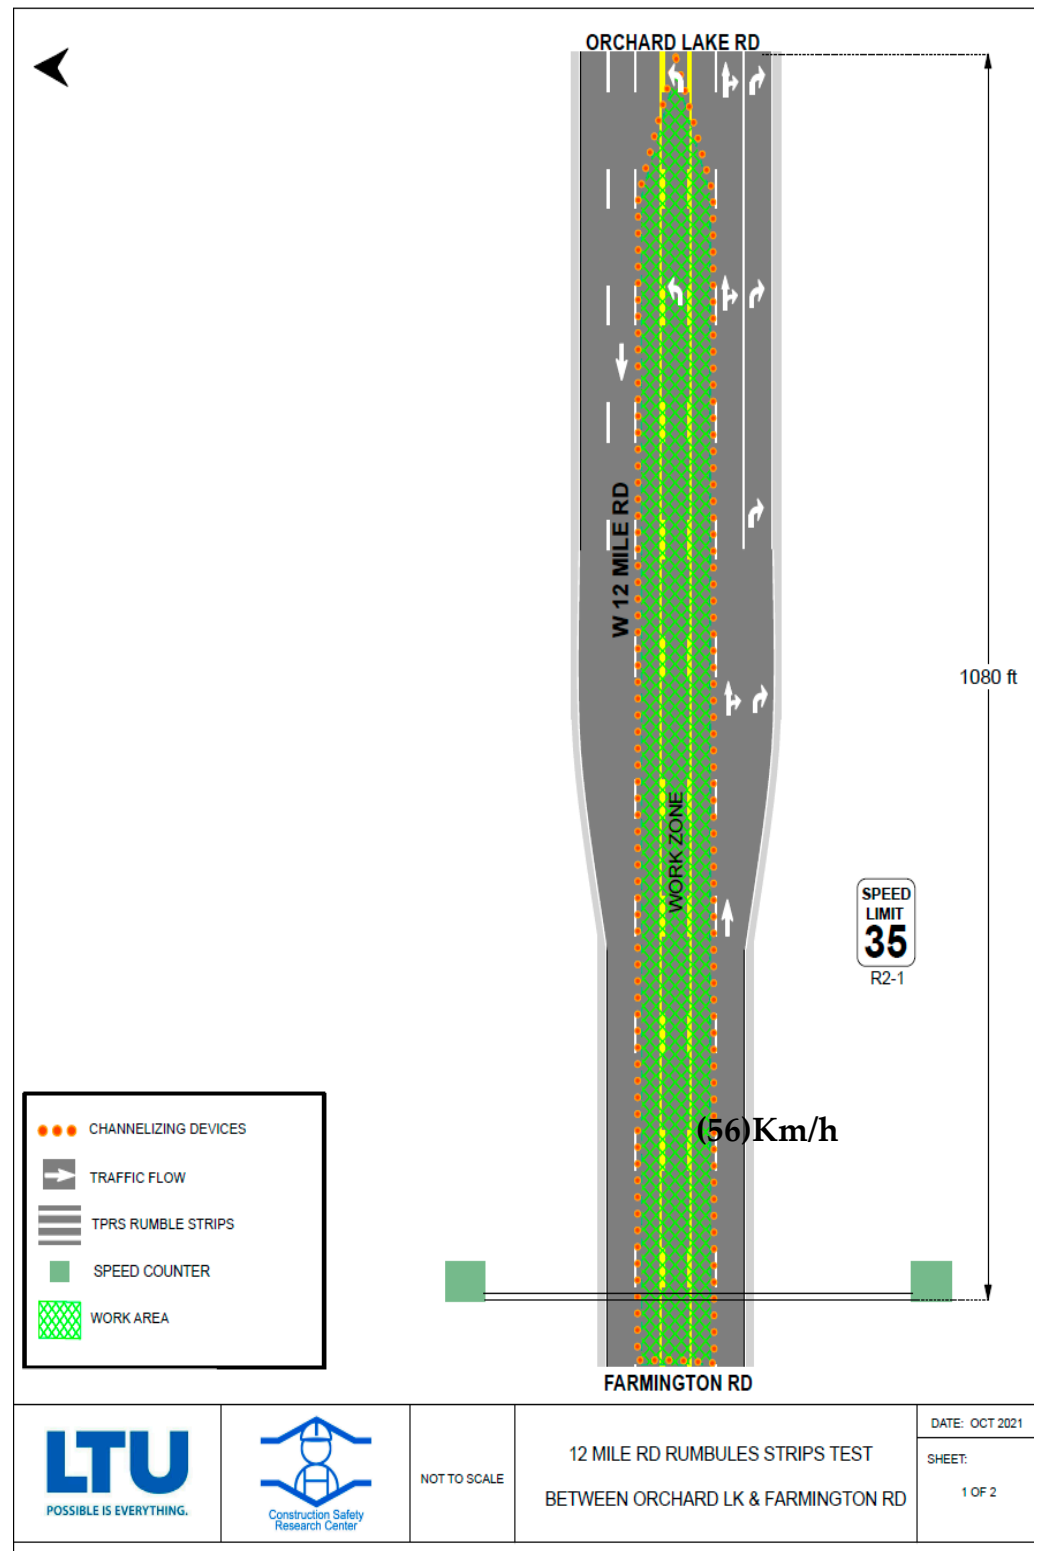 ORCHARD LAKE RD
W 12 MILE RD
1080 ft
WORK ZONE
SPEED
LIMIT
35
R2-1
(56)Km/h
CHANNELIZING DEVICES
TRAFFIC FLOW
TPRS RUMBLE STRIPS
SPEED COUNTER
WORK AREA
FARMINGTON RD
LTU
POSSIBLE IS EVERYTHING.
Construction Safety
Research Center
NOT TO SCALE
12 MILE RD RUMBULES STRIPS TEST
BETWEEN ORCHARD LK & FARMINGTON RD
DATE: OCT 2021
SHEET:
1 OF 2